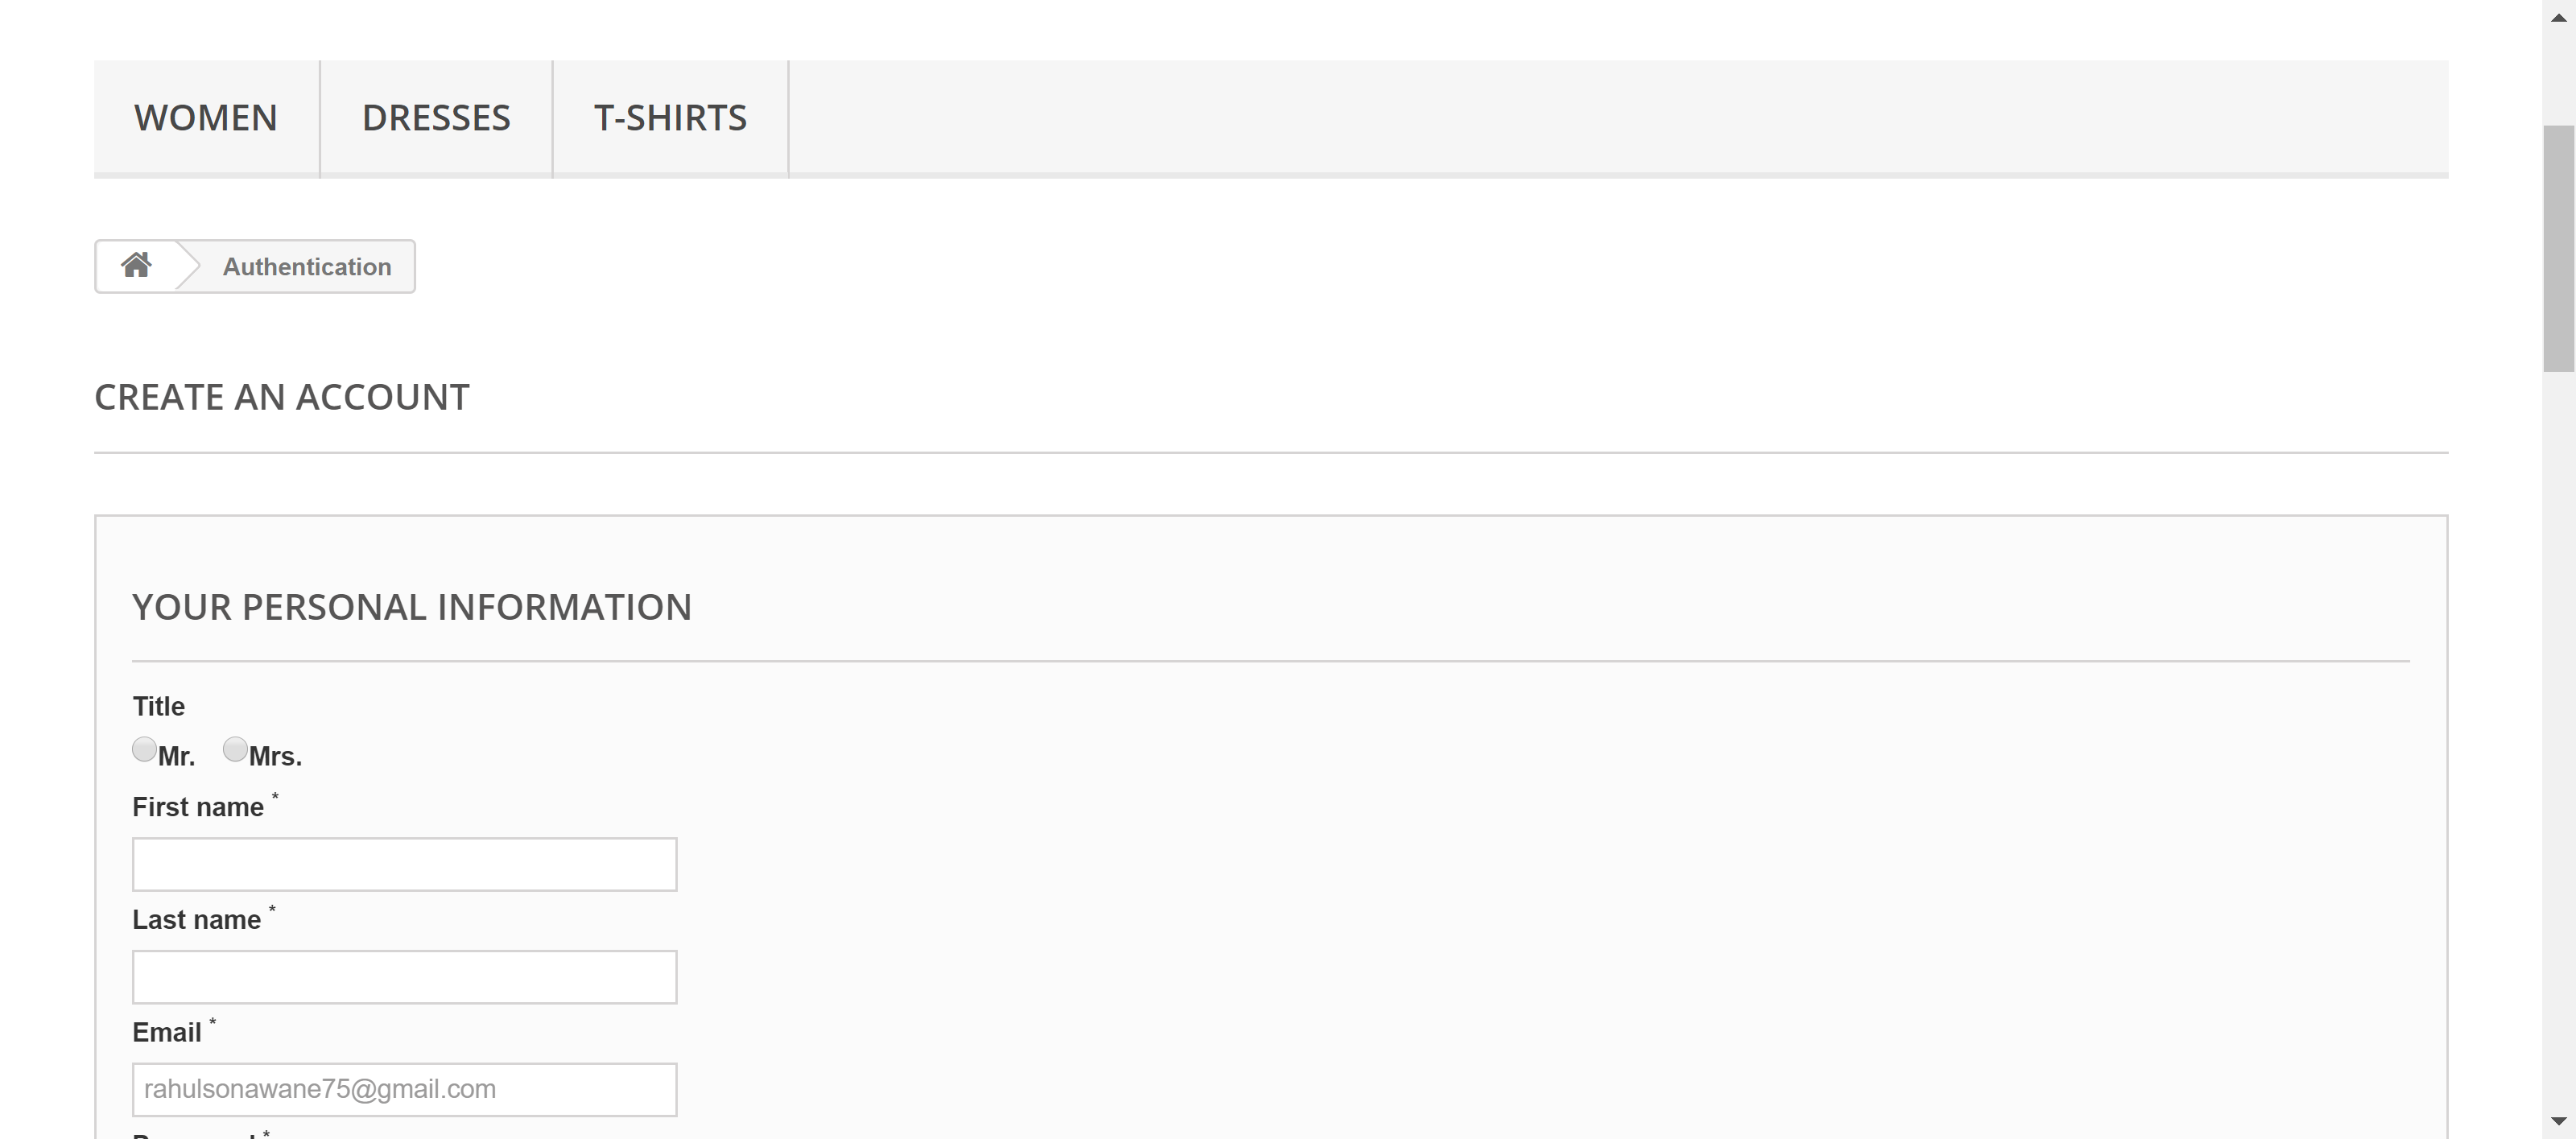 WOMEN DRESSES T-SHIRTS
Authentication
CREATE AN ACCOUNT
YOUR PERSONAL INFORMATION
Title
Mr. Mrs.
First name *
Last name *
Email *
rahulsonawane75@gmail.com